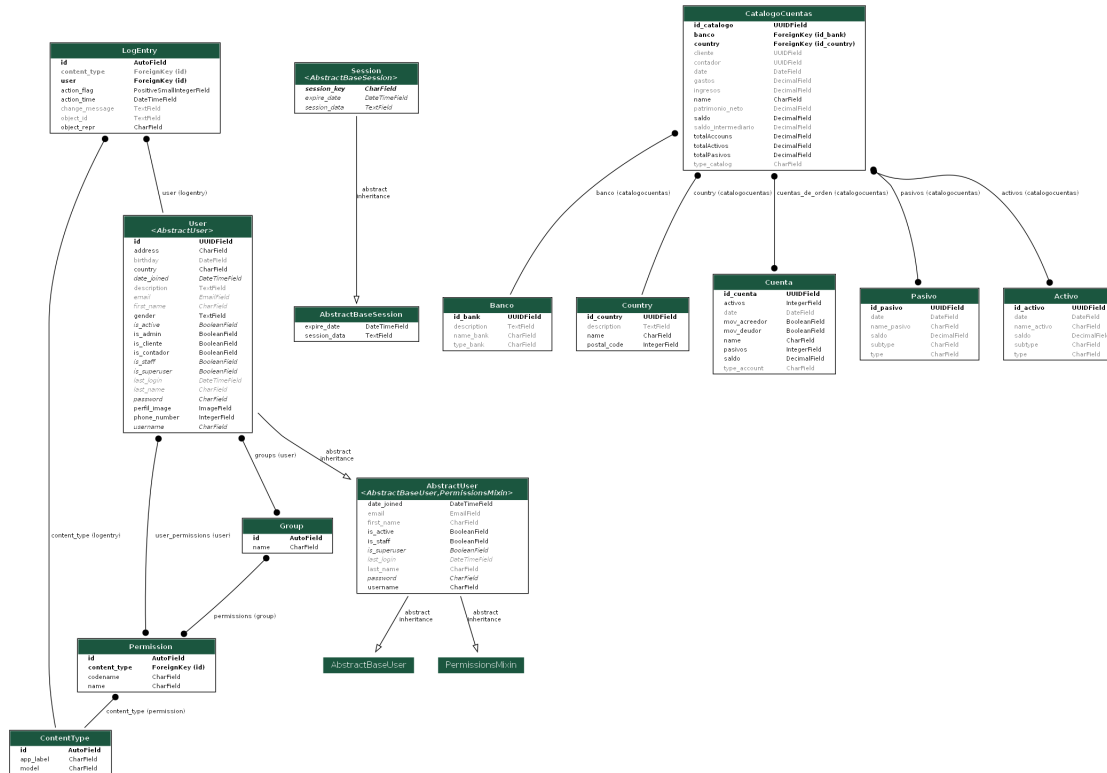 CatalogoCuentas
id_catalogo UUIDField
banco ForeignKey (id_bank)
country ForeignKey (id_country)
cliente UUIDField
contador UUIDField
date DateField
gastos DecimalField
ingresos DecimalField
name CharField
patrimonio_neto DecimalField
saldo DecimalField
saldo_intermediario DecimalField
totalAccouns DecimalField
totalActivos DecimalField
totalPasivos DecimalField
type_catalog CharField
LogEntry
id AutoField
content_type ForeignKey (id)
user ForeignKey (id)
action_flag PositiveSmallIntegerField
action_time DateTimeField
change_message TextField
object_id TextField
object_repr CharField
Session
<AbstractBaseSession>
session_key CharField
expire_date DateTimeField
session_data TextField
user (logentry)
abstract
inheritance
banco (catalogocuentas)
country (catalogocuentas)
cuentas_de_orden (catalogocuentas)
pasivos (catalogocuentas)
activos (catalogocuentas)
User
<AbstractUser>
id UUIDField
address CharField
birthday DateField
country CharField
date_joined DateTimeField
description TextField
email EmailField
first_name CharField
gender TextField
is_active BooleanField
is_admin BooleanField
is_cliente BooleanField
is_contador BooleanField
is_staff BooleanField
is_superuser BooleanField
last_login DateTimeField
last_name CharField
password CharField
perfil_image ImageField
phone_number IntegerField
username CharField
AbstractBaseSession
expire_date DateTimeField
session_data TextField
Banco
id_bank UUIDField
description TextField
name_bank CharField
type_bank CharField
Country
id_country UUIDField
description TextField
name CharField
postal_code IntegerField
Cuenta
id_cuenta UUIDField
activos IntegerField
date DateField
mov_acreedor BooleanField
mov_deudor BooleanField
name CharField
pasivos IntegerField
saldo DecimalField
type_account CharField
Pasivo
id_pasivo UUIDField
date DateField
name_pasivo CharField
saldo DecimalField
subtype CharField
type CharField
Activo
id_activo UUIDField
date DateField
name_activo CharField
saldo DecimalField
subtype CharField
type CharField
groups (user)
abstract
inheritance
content_type (logentry)
user_permissions (user)
AbstractUser
<AbstractBaseUser,PermissionsMixin>
date_joined DateTimeField
email EmailField
first_name CharField
is_active BooleanField
is_staff BooleanField
is_superuser BooleanField
last_login DateTimeField
last_name CharField
password CharField
username CharField
Group
id AutoField
name CharField
permissions (group)
abstract
inheritance
abstract
inheritance
AbstractBaseUser
PermissionsMixin
Permission
id AutoField
content_type ForeignKey (id)
codename CharField
name CharField
content_type (permission)
ContentType
id AutoField
app_label CharField
model CharField